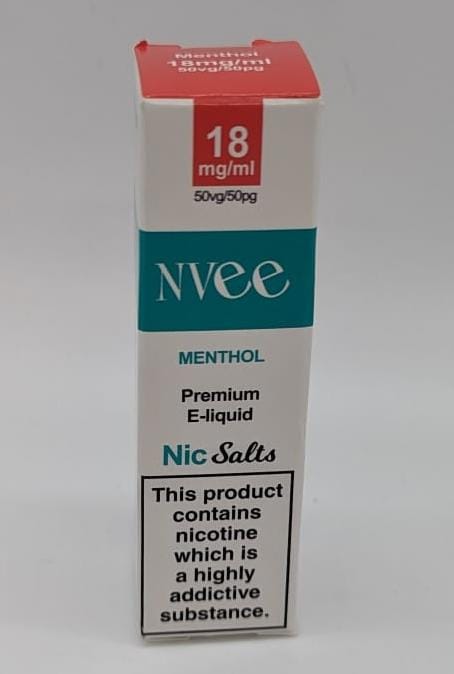 Menthol
18mg/ml
50vg/50pg
18
mg/ml
50vg/50pg
NVee
MENTHOL
Premium
E-liquid
Nic Salts
This product
contains
nicotine
which is
a highly
addictive
substance.